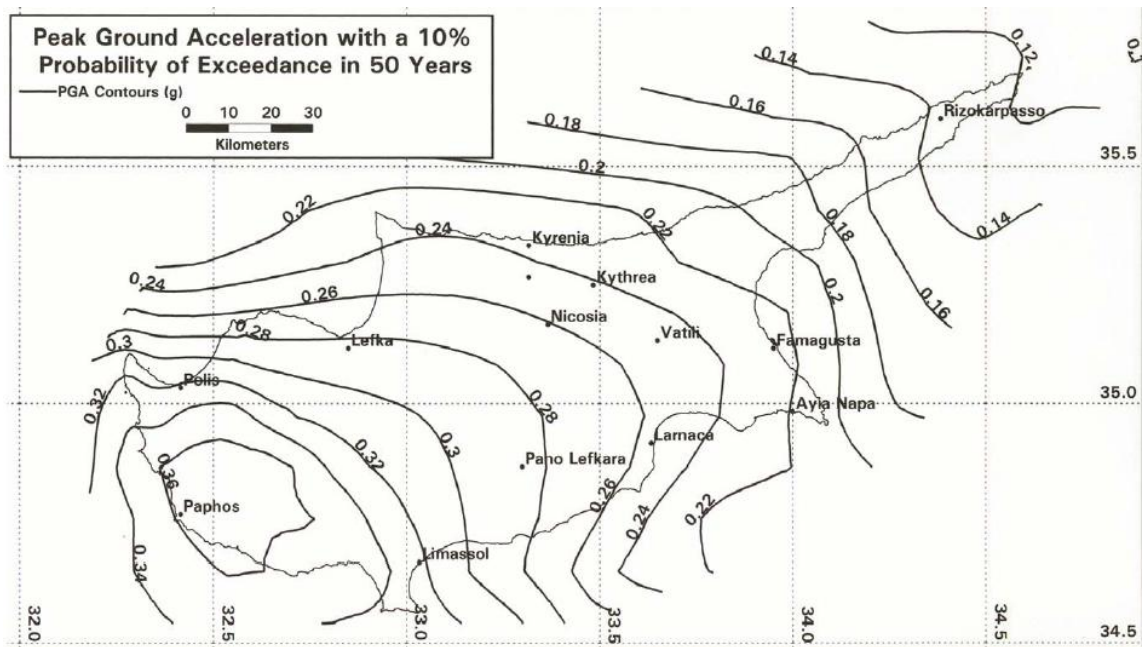 Peak Ground Acceleration with a 10%
Probability of Exceedance in 50 Years
PGA Contours (g)
0 10 20 30
Kilometers
0.12
0.14
0.16
0.18
0.2
Rizokarpasso
35.5
0.22
0.22
0.14
0.18
0.24
Kyrenia
0.24
Kythrea
0.2
0.16
0.26
Nicosia
0.28
Lefka
Vatili
Famagusta
0.3
Polis
0.32
0.28
Ayia Napa
35.0
0.3
Larnaca
0.32
Pano Lefkara
0.36
0.26
Paphos
0.24
0.22
Limassol
0.34
32.0
32.5
33.0
33.5
34.0
34.5
34.5